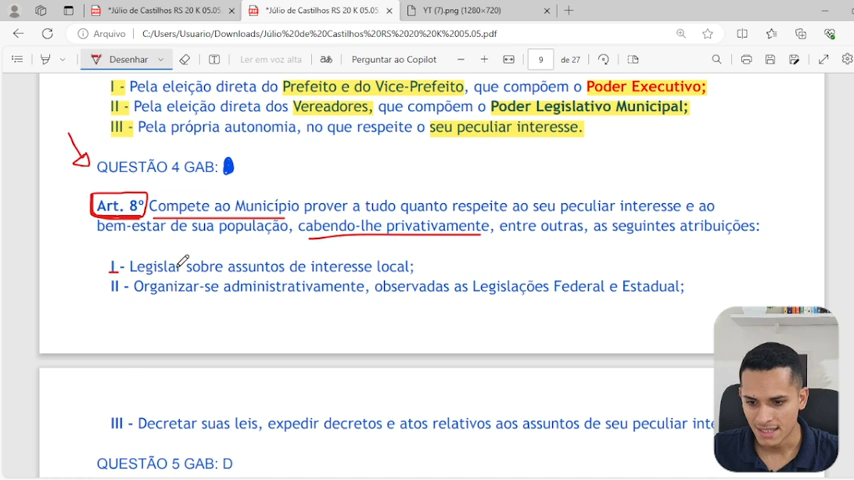 *Júlio de Castilhos RS 20 K 05.05
*Júlio de Castilhos RS 20 K 05.05
YT (7).png (1280×720)
Arquivo
C:/Users/Usuario/Downloads/Júlio%20de%20Castilhos%20RS%2020%20K%2005.05.pdf
Desenhar
Ler em voz alta
Perguntar ao Copilot
9
de 27
I - Pela eleição direta do Prefeito e do Vice-Prefeito, que compõem o Poder Executivo;
II - Pela eleição direta dos Vereadores, que compõem o Poder Legislativo Municipal;
III - Pela própria autonomia, no que respeite o seu peculiar interesse.
QUESTÃO 4 GAB:
Art. 8º Compete ao Município prover a tudo quanto respeite ao seu peculiar interesse e ao
bem-estar de sua população, cabendo-lhe privativamente, entre outras, as seguintes atribuições:
I - Legislar sobre assuntos de interesse local;
II - Organizar-se administrativamente, observadas as Legislações Federal e Estadual;
III - Decretar suas leis, expedir decretos e atos relativos aos assuntos de seu peculiar
QUESTÃO 5 GAB: D